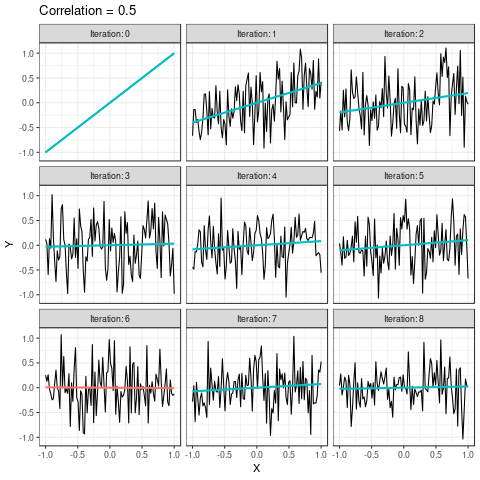 Correlation = 0.5
Iteration: 0
Iteration: 1
Iteration: 2
1.0
0.5
0.0
-0.5
-1.0
Iteration: 3
Iteration: 4
Iteration: 5
1.0
0.5
0.0
-0.5
-1.0
Y
Iteration: 6
Iteration: 7
Iteration: 8
1.0
0.5
0.0
-0.5
-1.0
-1.0 -0.5 0.0 0.5 1.0 -1.0 -0.5 0.0 0.5 1.0 -1.0 -0.5 0.0 0.5 1.0
X